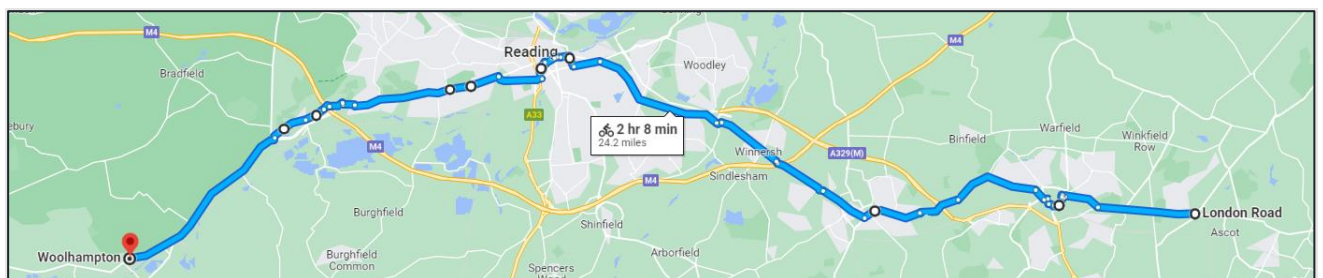 M4
Bradfield
Reading
Woodley
M4
A33
2 hr 8 min
24.2 miles
Winnersh
Sindlesham
A329(M)
Binfield
Warfield
Winkfield
Row
London Road
Ascot
M4
M4
Burghfield
Shinfield
Arborfield
Woolhampton
Burghfield
Common
Spencers